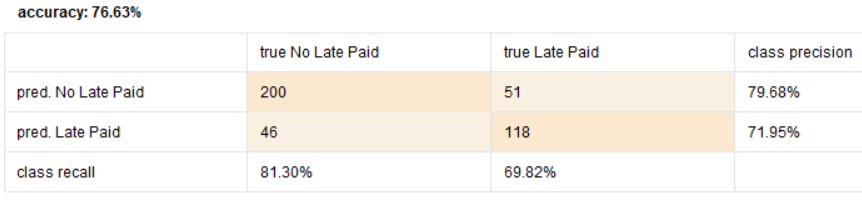 accuracy: 76.63%
true No Late Paid true Late Paid class precision
pred. No Late Paid 200 51 79.68%
pred. Late Paid 46 118 71.95%
class recall 81.30% 69.82%